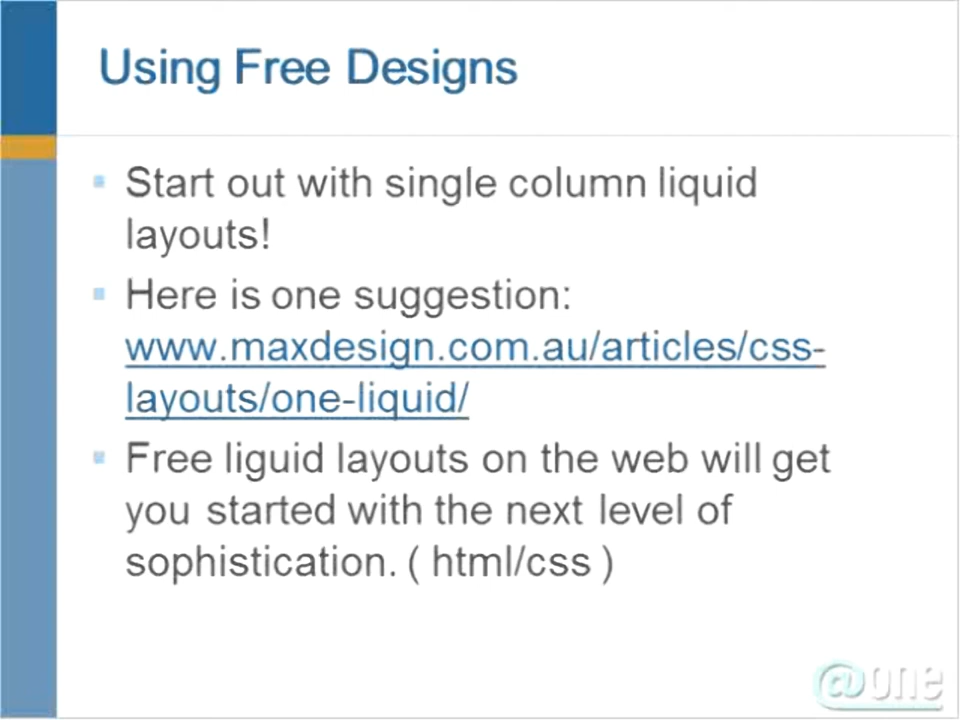 Using Free Designs
Start out with single column liquid
layouts!
Here is one suggestion:
www.maxdesign.com.au/articles/css-
layouts/one-liquid/
Free liguid layouts on the web will get
you started with the next level of
sophistication. ( html/css )
@one